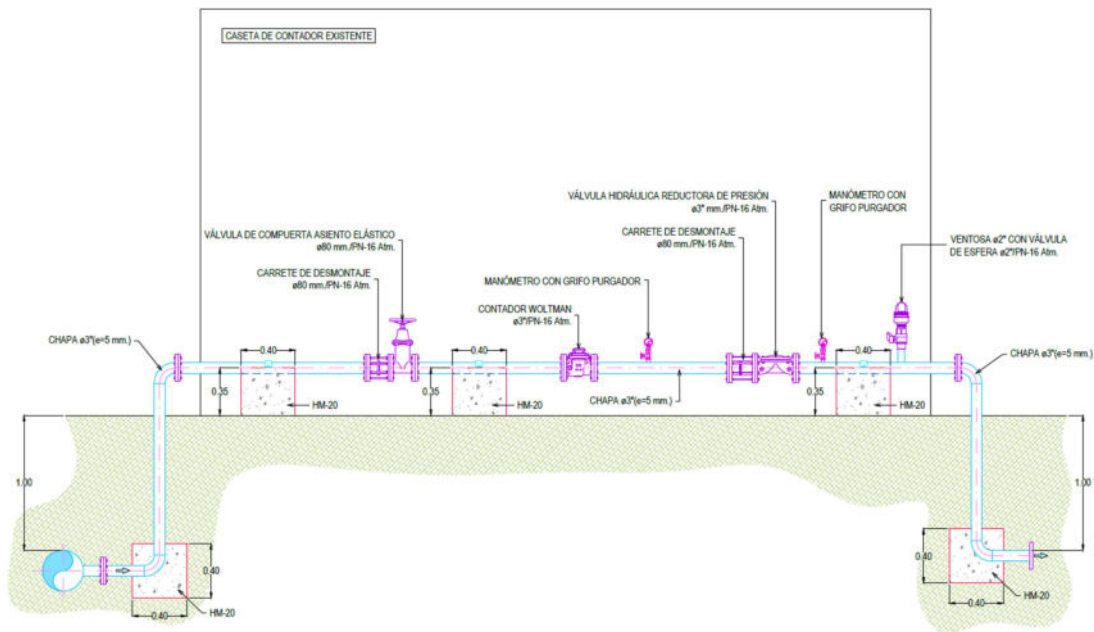 CASETA DE CONTADOR EXISTENTE
VÁLVULA HIDRÁULICA REDUCTORA DE PRESIÓN
ø3" mm./PN-16 Atm.
MANÓMETRO CON
GRIFO PURGADOR
VÁLVULA DE COMPUERTA ASIENTO ELÁSTICO
ø80 mm./PN-16 Atm.
CARRETE DE DESMONTAJE
ø80 mm./PN-16 Atm.
VENTOSA ø2" CON VÁLVULA
DE ESFERA ø2"/PN-16 Atm.
CARRETE DE DESMONTAJE
ø80 mm./PN-16 Atm.
MANÓMETRO CON GRIFO PURGADOR
CONTADOR WOLTMAN
ø3"/PN-16 Atm.
CHAPA ø3"(e=5 mm.)
0.40
0.40
0.40
CHAPA ø3"(e=5 mm.)
0.35
HM-20
0.35
HM-20
CHAPA ø3"(e=5 mm.)
0.35
HM-20
1.00
1.00
0.40
0.40
HM-20
0.40
0.40
HM-20